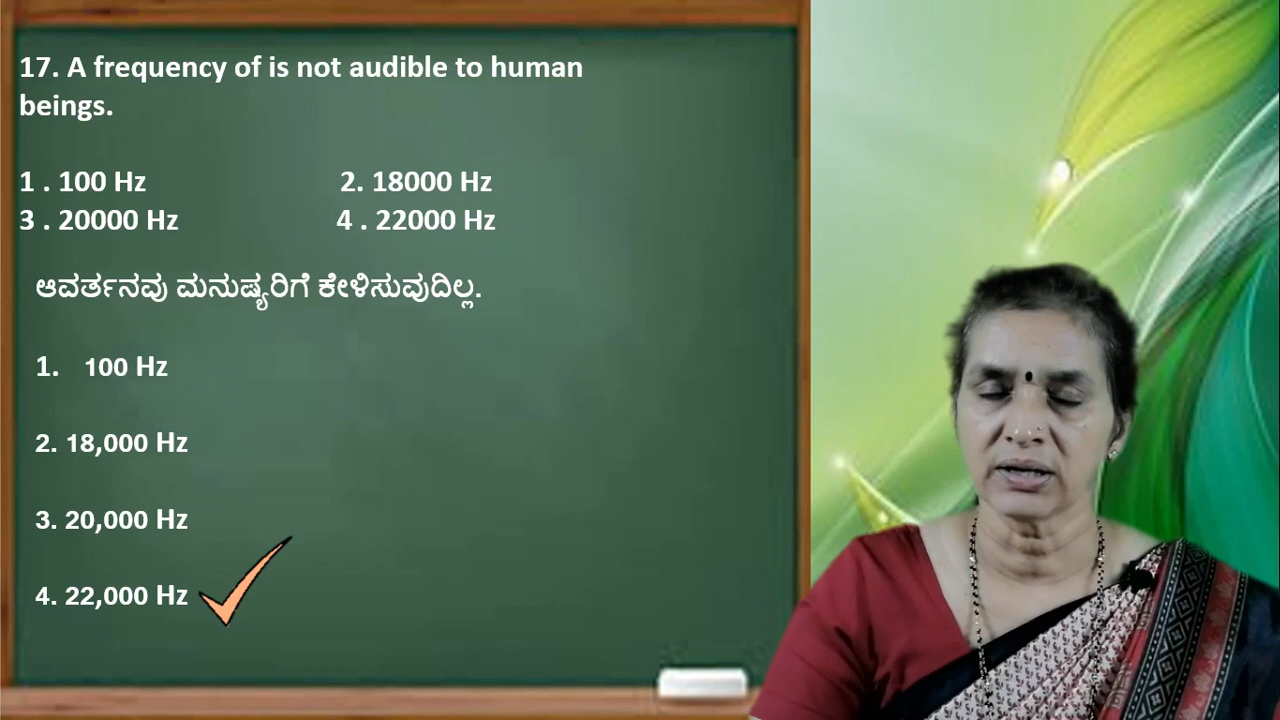 17. A frequency of is not audible to human
beings.
1 . 100 Hz 2. 18000 Hz
3 . 20000 Hz 4 . 22000 Hz
ಆವರ್ತನವು ಮನುಷ್ಯರಿಗೆ ಕೇಳಿಸುವುದಿಲ್ಲ.
1. 100 Hz
2. 18,000 Hz
3. 20,000 Hz
4. 22,000 Hz